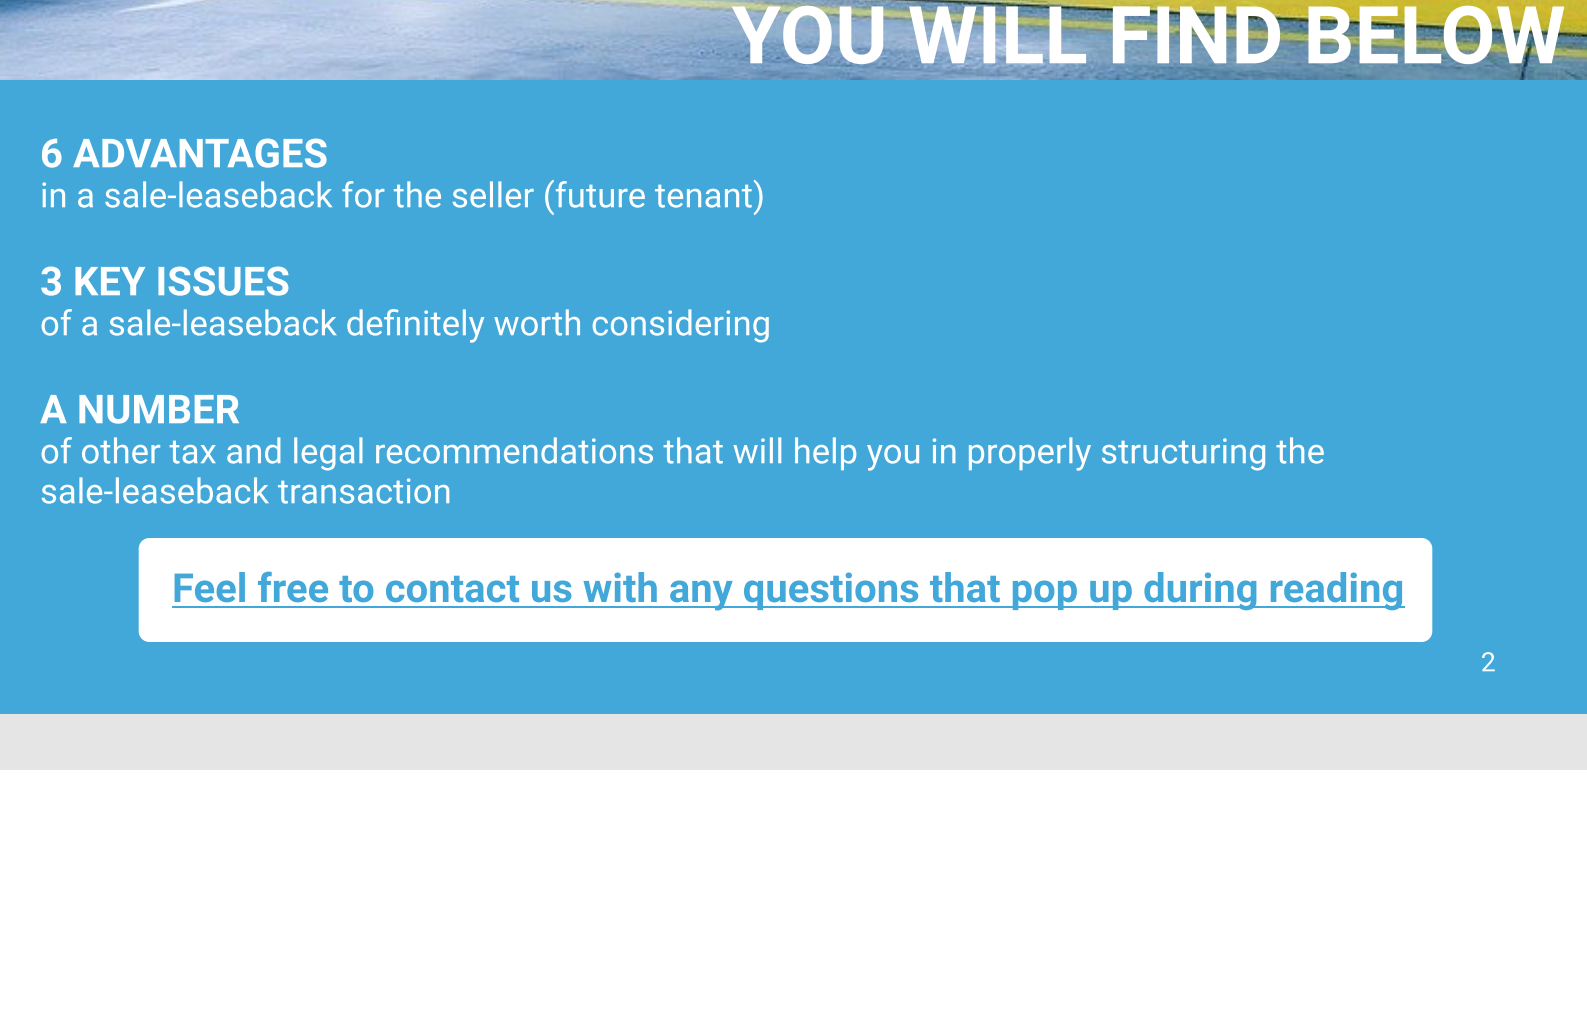 YOU WILL FIND BELOW
6 ADVANTAGES
in a sale-leaseback for the seller (future tenant)
3 KEY ISSUES
of a sale-leaseback definitely worth considering
A NUMBER
of other tax and legal recommendations that will help you in properly structuring the
sale-leaseback transaction
Feel free to contact us with any questions that pop up during reading
2